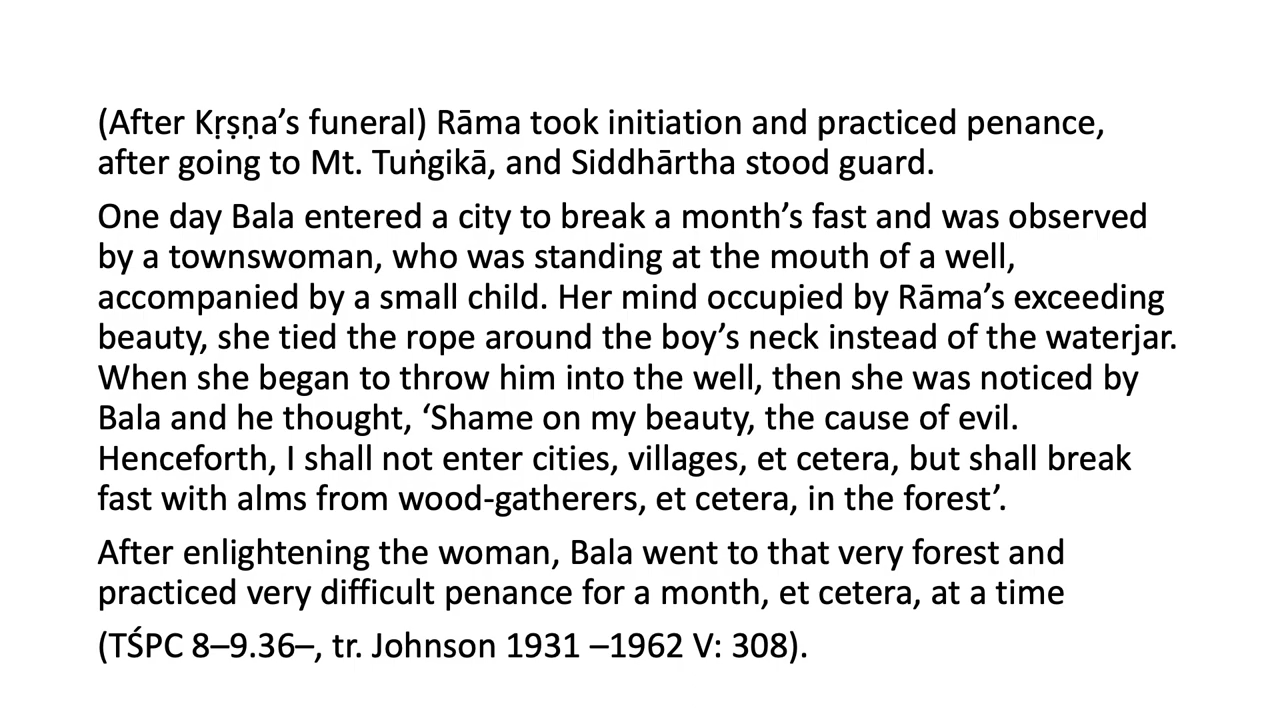 (After Kṛṣṇa’s funeral) Rāma took initiation and practiced penance,
after going to Mt. Tuṅgikā, and Siddhārtha stood guard.
One day Bala entered a city to break a month’s fast and was observed
by a townswoman, who was standing at the mouth of a well,
accompanied by a small child. Her mind occupied by Rāma’s exceeding
beauty, she tied the rope around the boy’s neck instead of the waterjar.
When she began to throw him into the well, then she was noticed by
Bala and he thought, ‘Shame on my beauty, the cause of evil.
Henceforth, I shall not enter cities, villages, et cetera, but shall break
fast with alms from wood-gatherers, et cetera, in the forest’.
After enlightening the woman, Bala went to that very forest and
practiced very difficult penance for a month, et cetera, at a time
(TŚPC 8–9.36–, tr. Johnson 1931 –1962 V: 308).